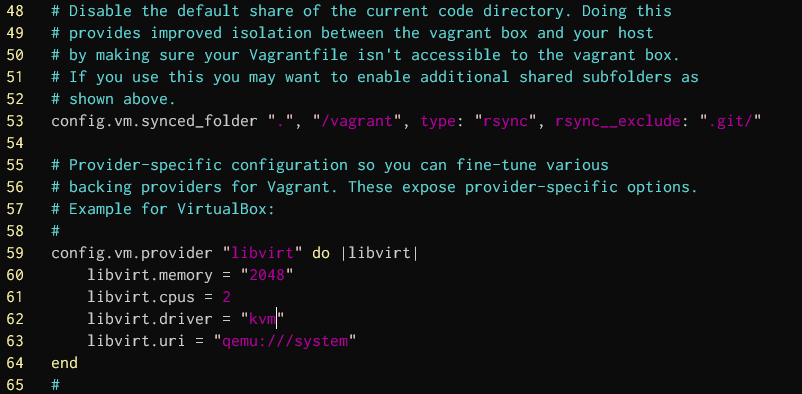 48 # Disable the default share of the current code directory. Doing this
49 # provides improved isolation between the vagrant box and your host
50 # by making sure your Vagrantfile isn't accessible to the vagrant box.
51 # If you use this you may want to enable additional shared subfolders as
52 # shown above.
53 config.vm.synced_folder ".", "/vagrant", type: "rsync", rsync__exclude: ".git/"
54
55 # Provider-specific configuration so you can fine-tune various
56 # backing providers for Vagrant. These expose provider-specific options.
57 # Example for VirtualBox:
58 #
59 config.vm.provider "libvirt" do |libvirt|
60     libvirt.memory = "2048"
61     libvirt.cpus = 2
62     libvirt.driver = "kvm"
63     libvirt.uri = "qemu:///system"
64 end
65 #